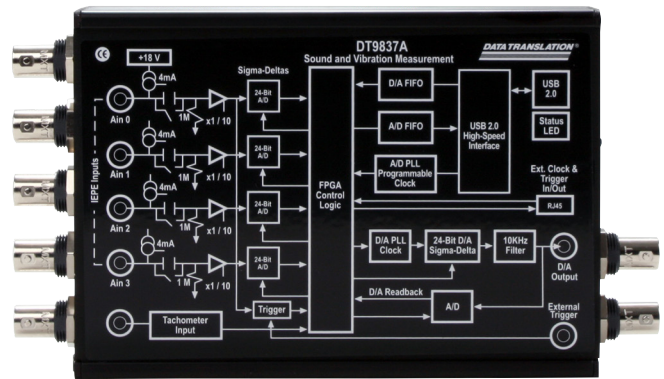 DT9837A
Sound and Vibration Measurement
DATA TRANSLATION®
CE
+18 V
Sigma-Deltas
4mA
Ain 0
1M
x1 / 10
24-Bit
A/D
4mA
Ain 1
1M
x1 / 10
24-Bit
A/D
IEPE Inputs
4mA
Ain 2
1M
x1 / 10
24-Bit
A/D
4mA
Ain 3
1 M
x1 / 10
24-Bit
A/D
Trigger
Tachometer
Input
FPGA
Control
Logic
D/A FIFO
A/D FIFO
A/D PLL
Programmable
Clock
USB 2.0
High-Speed
Interface
USB
2.0
Status
LED
Ext. Clock &
Trigger
In/Out
RJ45
D/A PLL
Clock
24-Bit D/A
Sigma-Delta
10KHz
Filter
D/A
Output
D/A Readback
A/D
External
Trigger